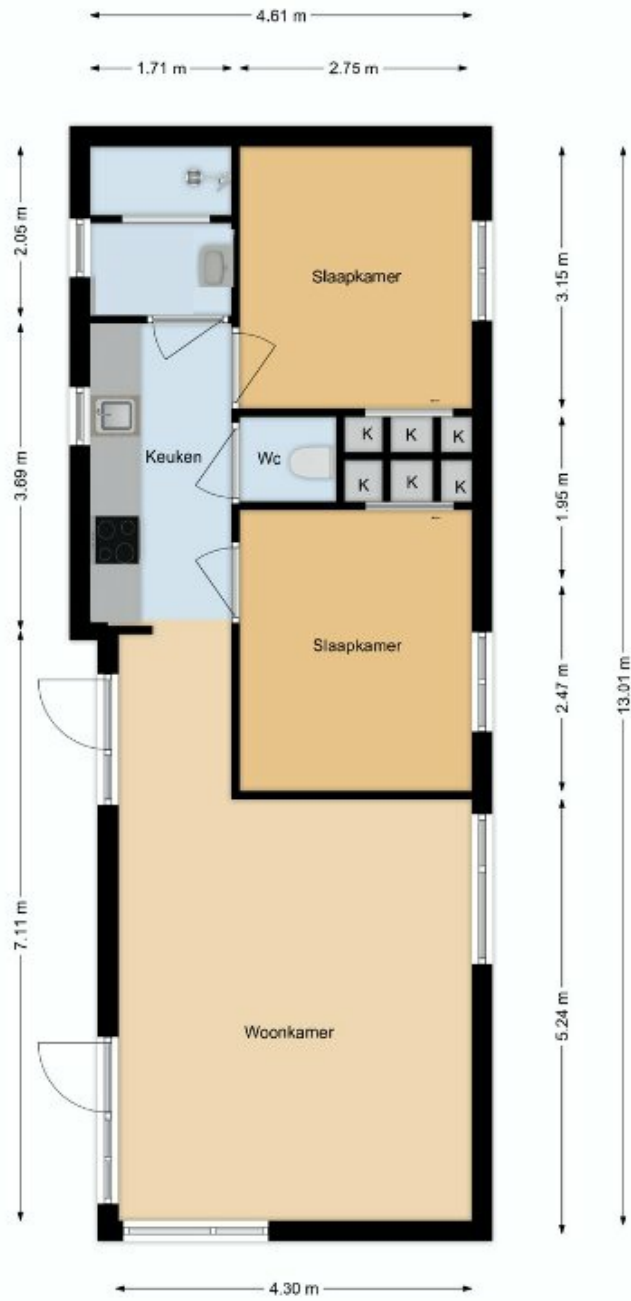 4.61 m
1.71 m
2.75 m
2.05 m
3.15 m
Slaapkamer
Keuken
Wc
K
K
K
K
K
K
3.69 m
1.95 m
Slaapkamer
2.47 m
13.01 m
7.11 m
Woonkamer
5.24 m
4.30 m